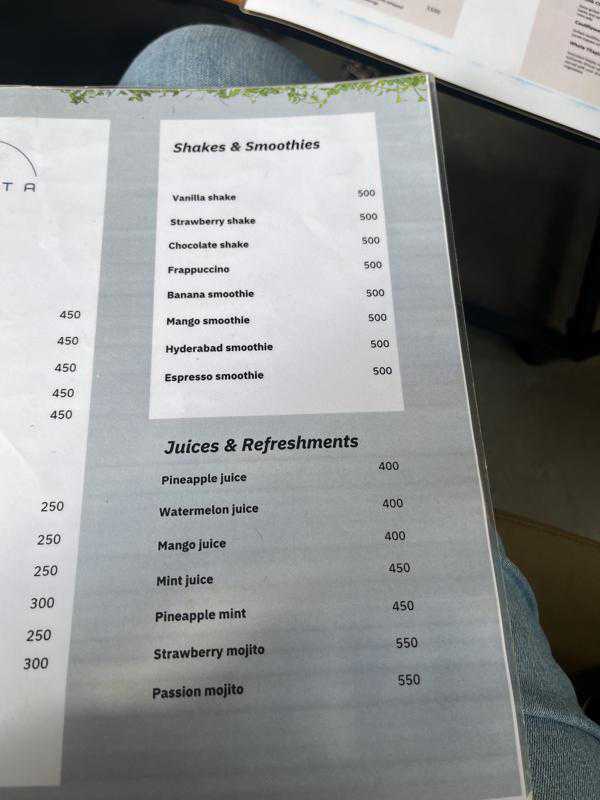 T A
450
450
450
450
450
250
250
250
300
250
300
Shakes & Smoothies
Vanilla shake 500
Strawberry shake 500
Chocolate shake 500
Frappuccino 500
Banana smoothie 500
Mango smoothie 500
Hyderabad smoothie 500
Espresso smoothie 500
Juices & Refreshments
Pineapple juice 400
Watermelon juice 400
Mango juice 400
Mint juice 450
Pineapple mint 450
Strawberry mojito 550
Passion mojito 550